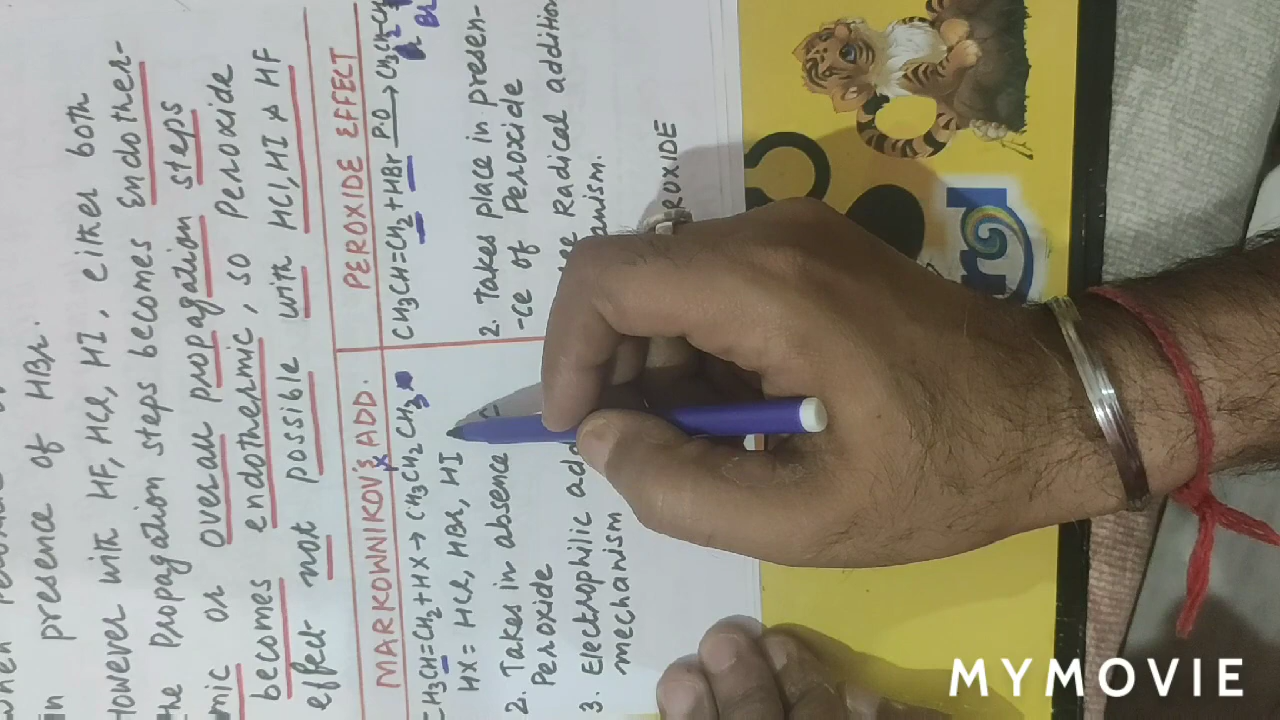 in presence of HBr.
However with HF, HCl, HI, either both
the propagation steps becomes Endother-
mic or overall propagation steps
becomes endothermic, so Peroxide
effect not possible with HCl, HI & HF
MARKOWNIKOV'S ADD.
CH3CH=CH2+HX→CH3CH2CH3
X
HX= HCl, HBr, HI
2. Takes in absence
Peroxide
3. Electrophilic
mechanism
PEROXIDE EFFECT
CH3CH=CH2+HBr P.O→
2. Takes place in presen-
-ce of Peroxide
Radical addition
MYMOVIE